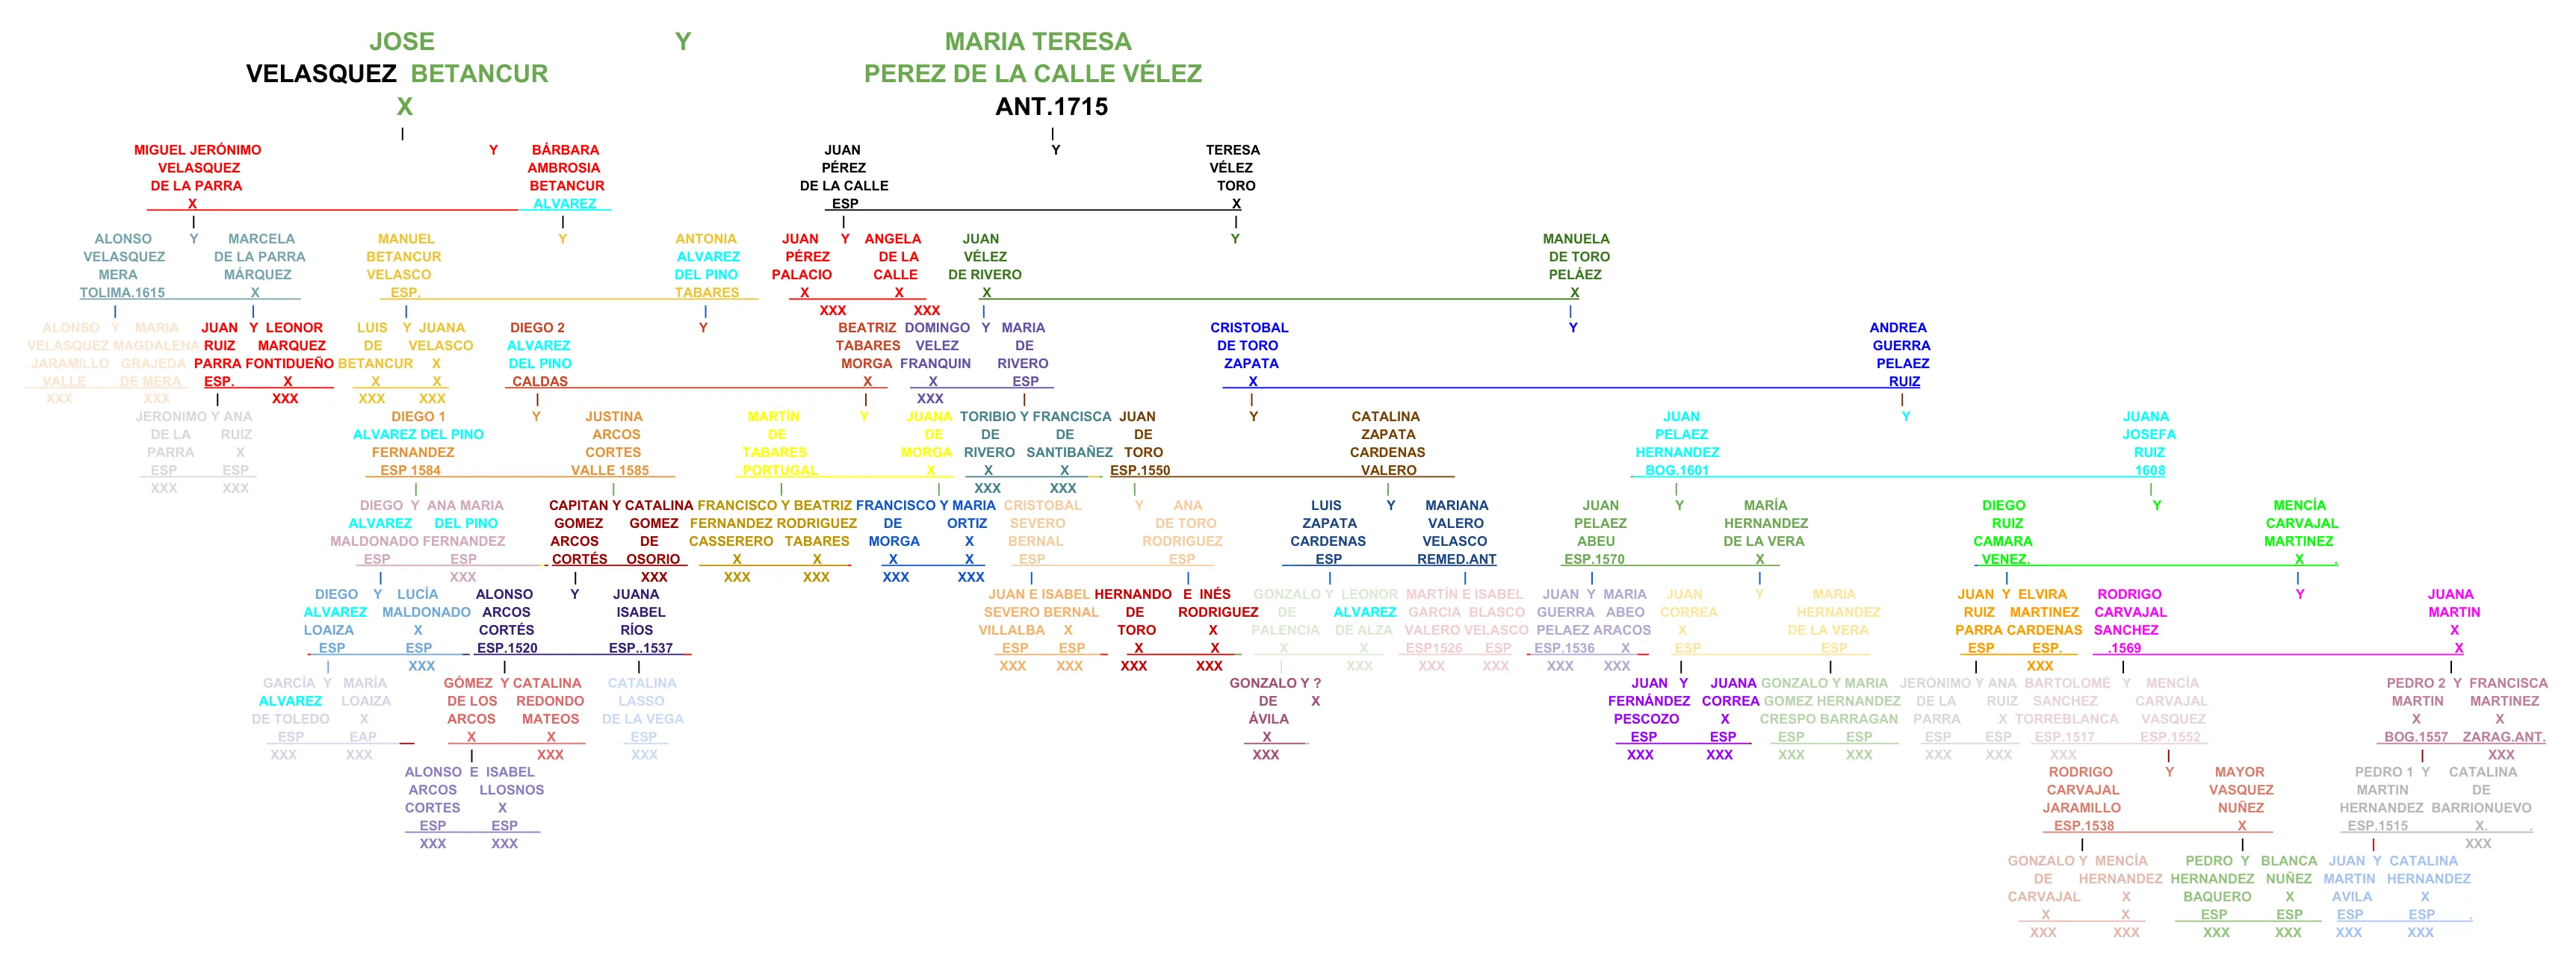 JOSE Y MARIA TERESA
VELASQUEZ BETANCUR PEREZ DE LA CALLE VÉLEZ
X ANT.1715
MIGUEL JERÓNIMO Y BÁRBARA JUAN Y TERESA
VELASQUEZ AMBROSIA PÉREZ VÉLEZ
DE LA PARRA BETANCUR DE LA CALLE TORO
X ALVAREZ ESP X
ALONSO Y MARCELA MANUEL Y ANTONIA JUAN Y ANGELA JUAN Y MANUELA
VELASQUEZ DE LA PARRA BETANCUR ALVAREZ PÉREZ DE LA VÉLEZ DE TORO
MERA MÁRQUEZ VELASCO DEL PINO PALACIO CALLE DE RIVERO PELÁEZ
TOLIMA.1615 X ESP. TABARES X X X X
XXX XXX
ALONSO Y MARIA JUAN Y LEONOR LUIS Y JUANA DIEGO 2 Y BEATRIZ DOMINGO Y MARIA CRISTOBAL Y ANDREA
VELASQUEZ MAGDALENA RUIZ MARQUEZ DE VELASCO ALVAREZ TABARES VELEZ DE DE TORO GUERRA
JARAMILLO GRAJEDA PARRA FONTIDUEÑO BETANCUR X DEL PINO MORGA FRANQUIN RIVERO ZAPATA PELAEZ
VALLE DE MERA ESP. X X X CALDAS X X ESP X RUIZ
XXX XXX XXX XXX XXX XXX
JERONIMO Y ANA DIEGO 1 Y JUSTINA MARTÍN Y JUANA TORIBIO Y FRANCISCA JUAN Y CATALINA JUAN Y JUANA
DE LA RUIZ ALVAREZ DEL PINO ARCOS DE DE DE DE DE ZAPATA PELAEZ JOSEFA
PARRA X FERNANDEZ CORTES TABARES MORGA RIVERO SANTIBAÑEZ TORO CARDENAS HERNANDEZ RUIZ
ESP ESP ESP 1584 VALLE 1585 PORTUGAL X X X ESP.1550 VALERO BOG.1601 1608
XXX XXX XXX XXX
DIEGO Y ANA MARIA CAPITAN Y CATALINA FRANCISCO Y BEATRIZ FRANCISCO Y MARIA CRISTOBAL Y ANA LUIS Y MARIANA JUAN Y MARÍA DIEGO Y MENCÍA
ALVAREZ DEL PINO GOMEZ GOMEZ FERNANDEZ RODRIGUEZ DE ORTIZ SEVERO DE TORO ZAPATA VALERO PELAEZ HERNANDEZ RUIZ CARVAJAL
MALDONADO FERNANDEZ ARCOS DE CASSERERO TABARES MORGA X BERNAL RODRIGUEZ CARDENAS VELASCO ABEU DE LA VERA CAMARA MARTINEZ
ESP ESP CORTÉS OSORIO X X X X ESP ESP ESP REMED.ANT ESP.1570 X VENEZ. X .
XXX XXX XXX XXX XXX XXX
DIEGO Y LUCÍA ALONSO Y JUANA JUAN E ISABEL HERNANDO E INÉS GONZALO Y LEONOR MARTÍN E ISABEL JUAN Y MARIA JUAN Y MARIA JUAN Y ELVIRA RODRIGO Y JUANA
ALVAREZ MALDONADO ARCOS ISABEL SEVERO BERNAL DE RODRIGUEZ DE ALVAREZ GARCIA BLASCO GUERRA ABEO CORREA HERNANDEZ RUIZ MARTINEZ CARVAJAL MARTIN
LOAIZA X CORTÉS RÍOS VILLALBA X TORO X PALENCIA DE ALZA VALERO VELASCO PELAEZ ARACOS X DE LA VERA PARRA CARDENAS SANCHEZ X
ESP ESP ESP.1520 ESP..1537 ESP ESP X X X X ESP1526 ESP ESP.1536 X ESP ESP ESP ESP. .1569 X
XXX XXX XXX XXX XXX XXX XXX XXX XXX XXX XXX
GARCÍA Y MARÍA GÓMEZ Y CATALINA CATALINA GONZALO Y ? JUAN Y JUANA GONZALO Y MARIA JERÓNIMO Y ANA BARTOLOMÉ Y MENCÍA PEDRO 2 Y FRANCISCA
ALVAREZ LOAIZA DE LOS REDONDO LASSO DE X FERNÁNDEZ CORREA GOMEZ HERNANDEZ DE LA RUIZ SANCHEZ CARVAJAL MARTIN MARTINEZ
DE TOLEDO X ARCOS MATEOS DE LA VEGA ÁVILA PESCOZO X CRESPO BARRAGAN PARRA X TORREBLANCA VASQUEZ X X
ESP EAP X X ESP X ESP ESP ESP ESP ESP ESP ESP.1517 ESP.1552 BOG.1557 ZARAG.ANT.
XXX XXX XXX XXX XXX XXX XXX XXX XXX XXX XXX XXX XXX
ALONSO E ISABEL RODRIGO Y MAYOR PEDRO 1 Y CATALINA
ARCOS LLOSNOS CARVAJAL VASQUEZ MARTIN DE
CORTES X JARAMILLO NUÑEZ HERNANDEZ BARRIONUEVO
ESP ESP ESP.1538 X ESP.1515 X. .
XXX XXX XXX
GONZALO Y MENCÍA PEDRO Y BLANCA JUAN Y CATALINA
DE HERNANDEZ HERNANDEZ NUÑEZ MARTIN HERNANDEZ
CARVAJAL X BAQUERO X AVILA X
X X ESP ESP ESP ESP .
XXX XXX XXX XXX XXX XXX